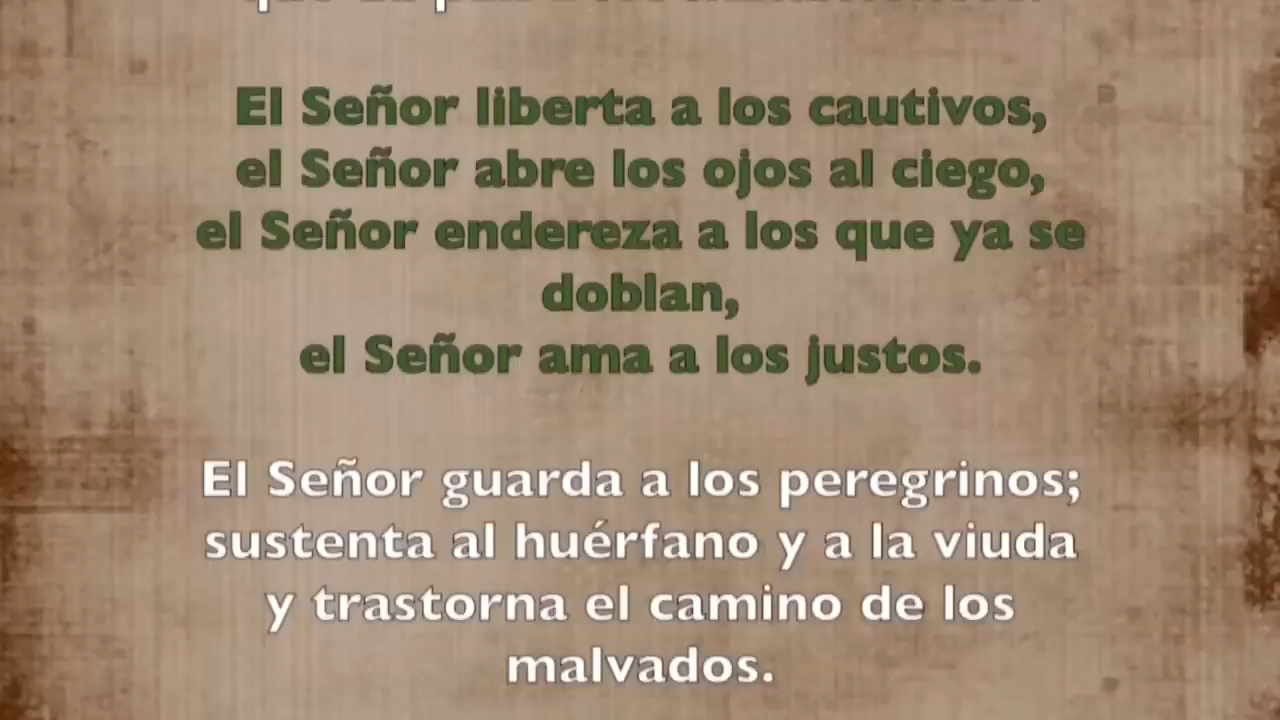 El Señor liberta a los cautivos,
el Señor abre los ojos al ciego,
el Señor endereza a los que ya se
doblan,
el Señor ama a los justos.
El Señor guarda a los peregrinos;
sustenta al huérfano y a la viuda
y trastorna el camino de los
malvados.